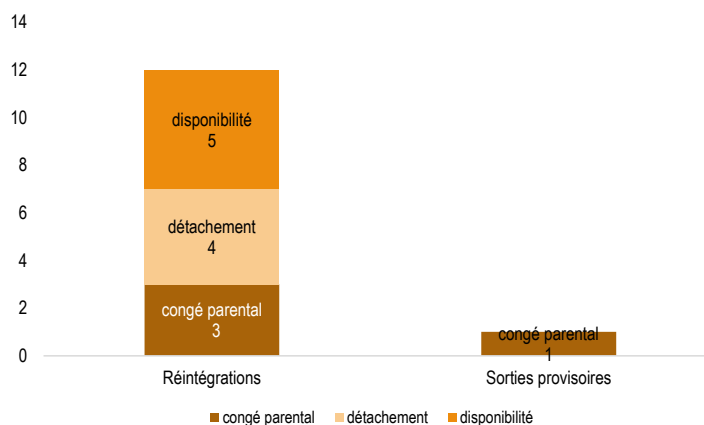 14
12
10
8
6
4
2
0
disponibilité
5
détachement
4
congé parental
3
congé parental
1
Réintégrations
Sorties provisoires
congé parental
détachement
disponibilité